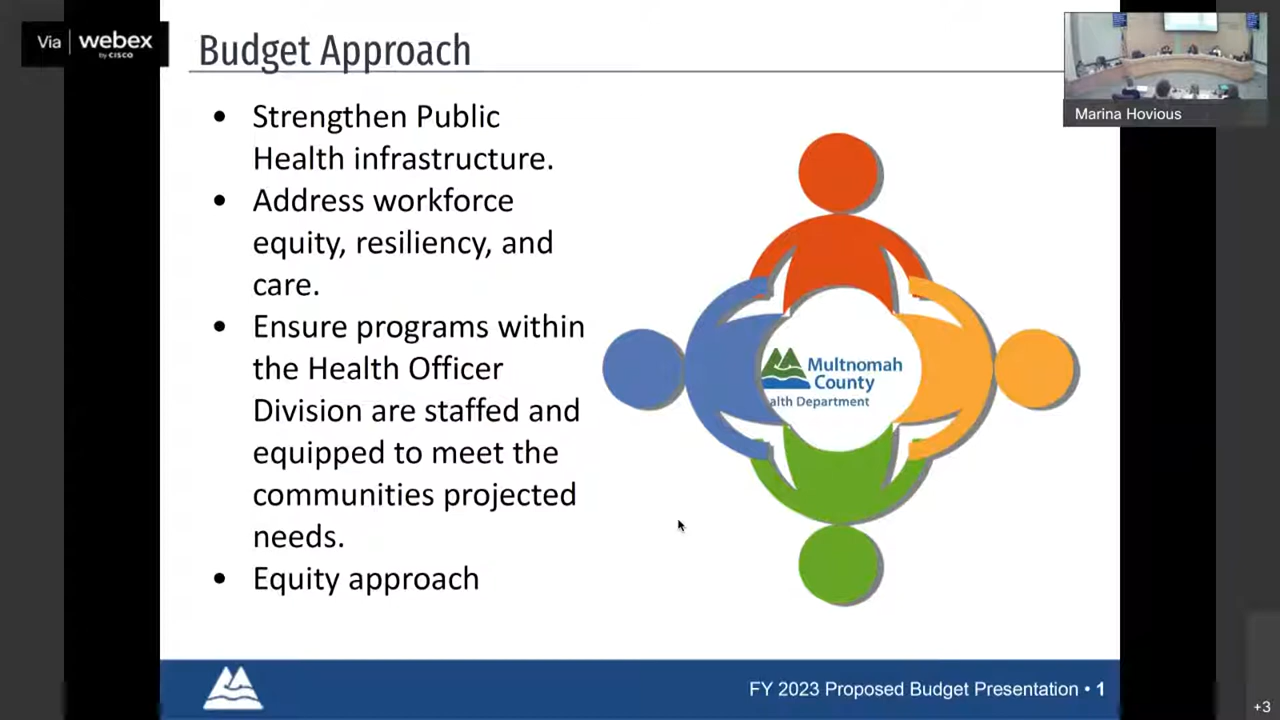 Via webex
by CISCO
Budget Approach
Marina Hovious
• Strengthen Public
Health infrastructure.
• Address workforce
equity, resiliency, and
care.
• Ensure programs within
the Health Officer
Division are staffed and
equipped to meet the
communities projected
needs.
• Equity approach
Multnomah
County
alth Department
FY 2023 Proposed Budget Presentation • 1
+3